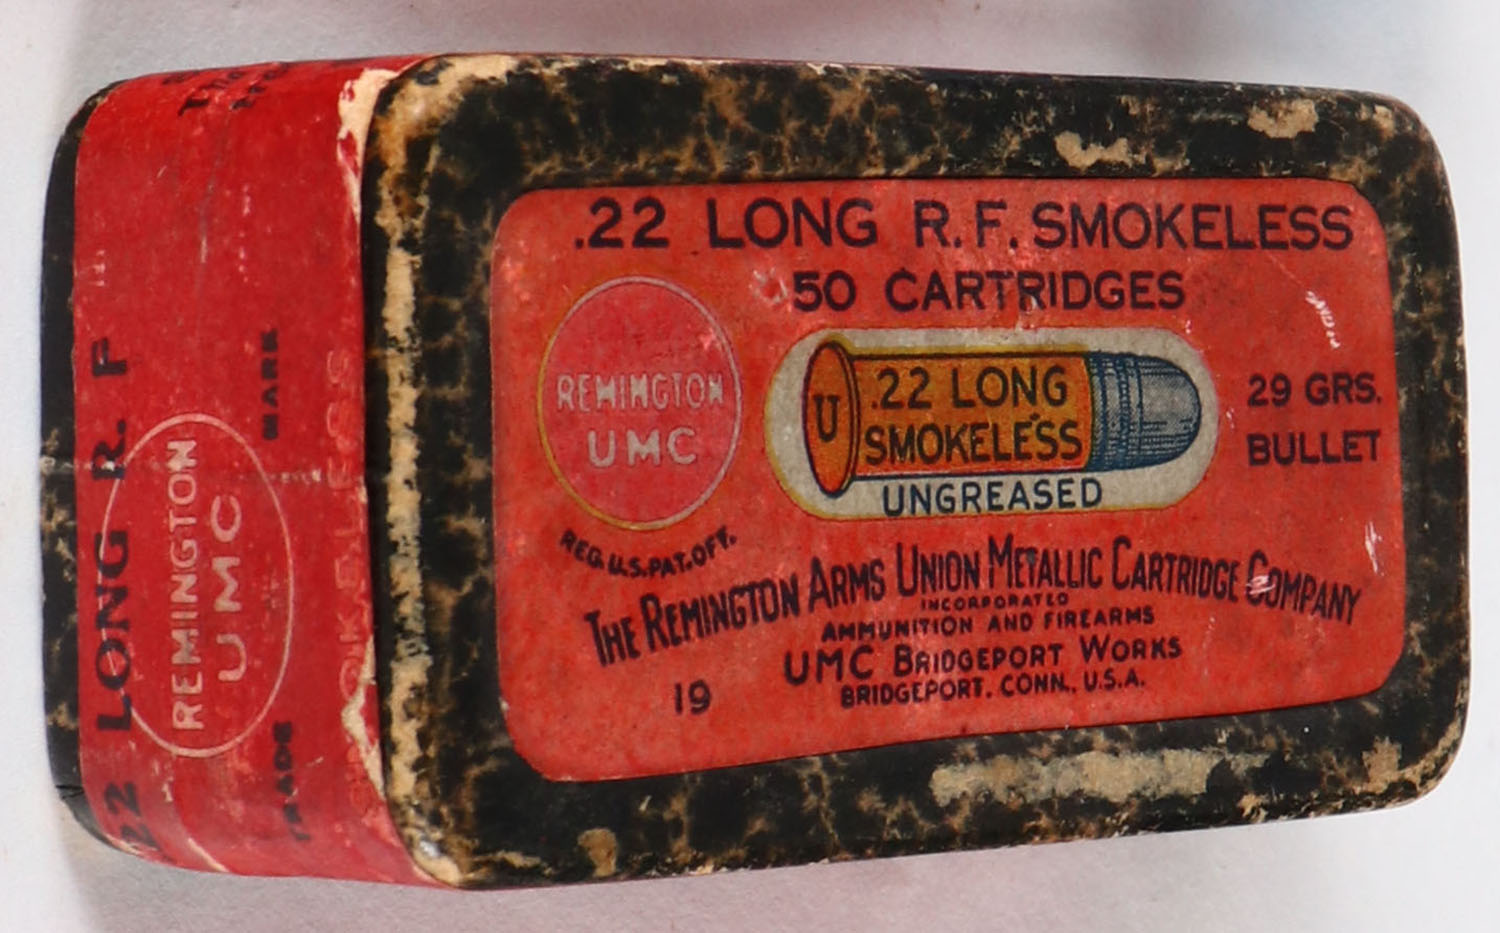 .22 LONG R.F. SMOKELESS
50 CARTRIDGES
REMINGTON
UMC
REG. U.S. PAT. OFF.
U
.22 LONG
SMOKELESS
UNGREASED
29 GRS.
BULLET
THE REMINGTON ARMS UNION METALLIC CARTRIDGE COMPANY
INCORPORATED
AMMUNITION AND FIREARMS
UMC BRIDGEPORT WORKS
BRIDGEPORT. CONN., U.S.A.
19
22 LONG R. F
REMINGTON
UMC
TRADE MARK
SMOKELESS
The